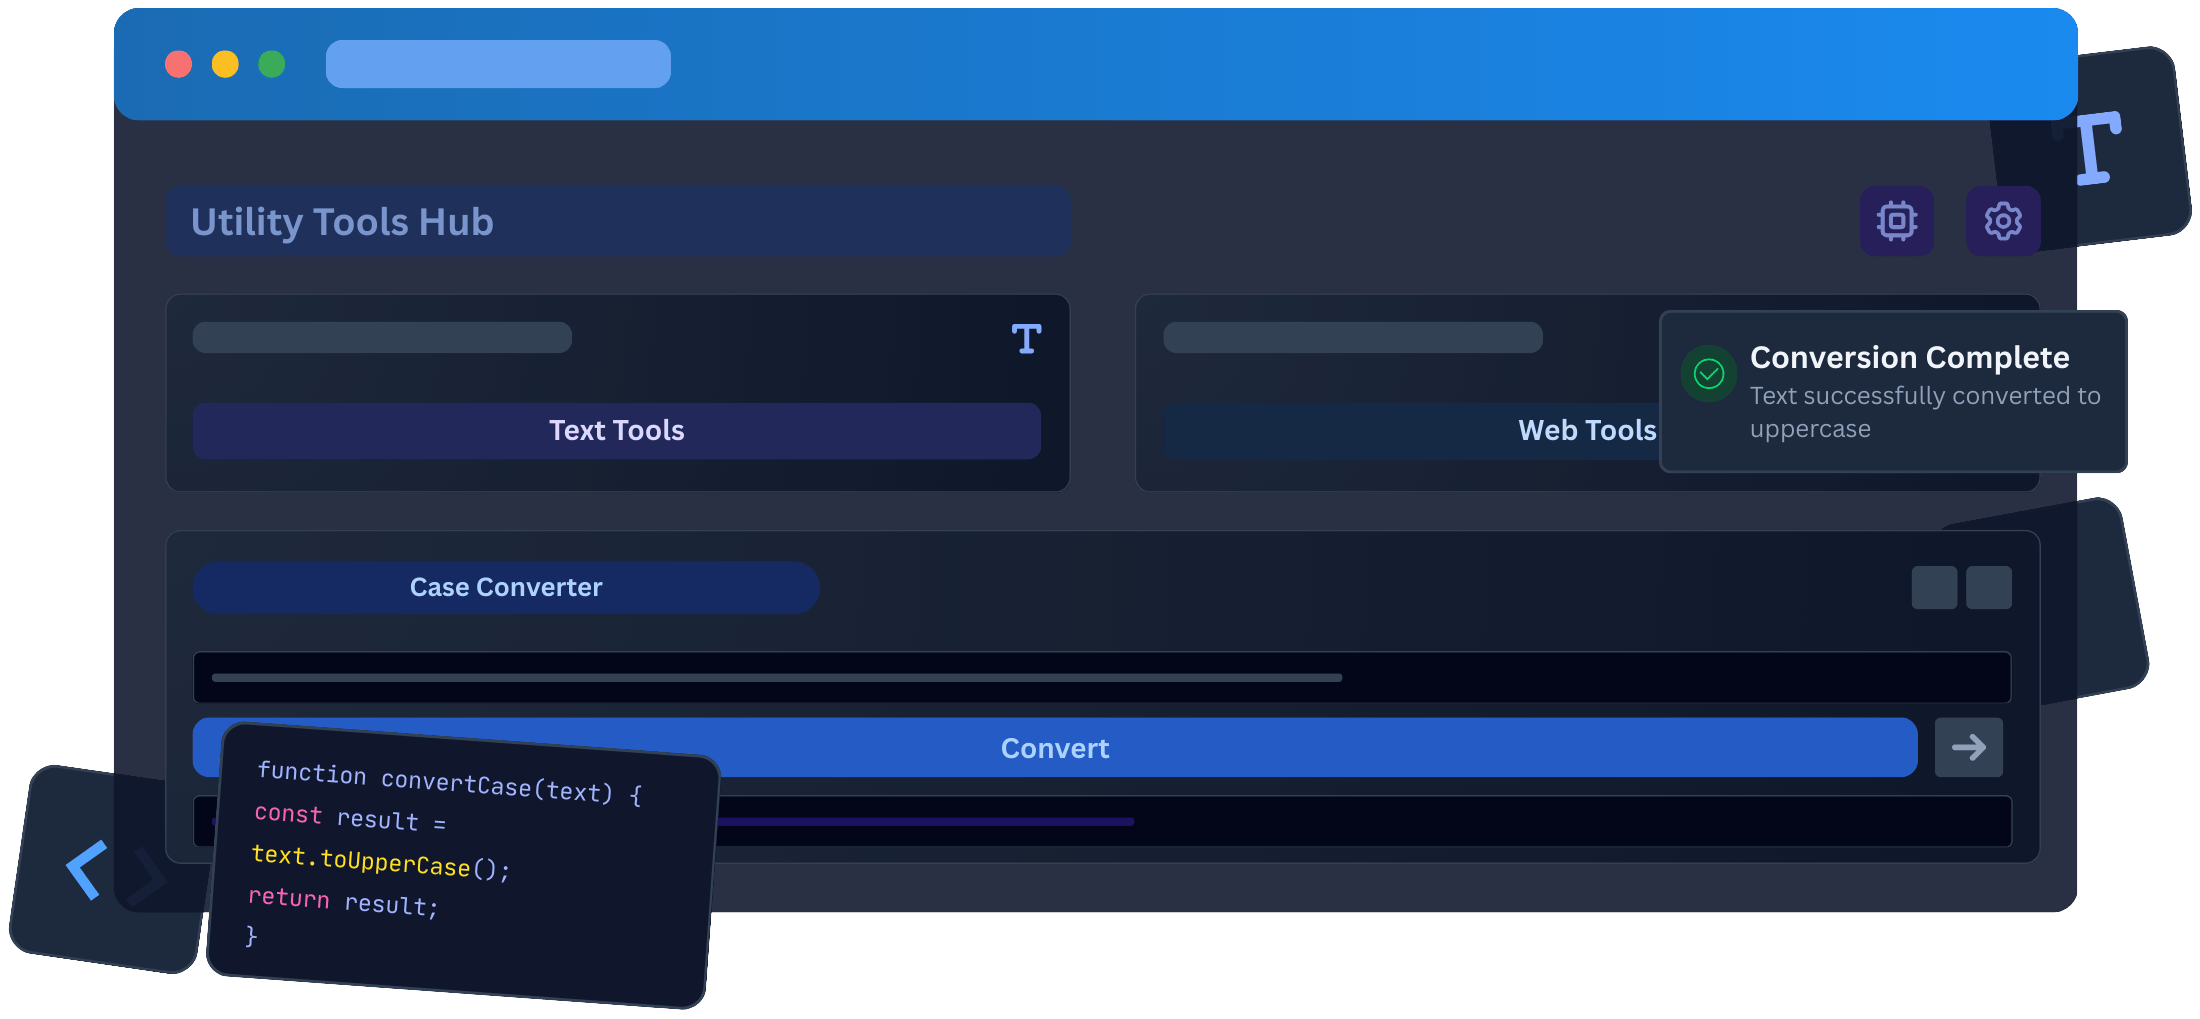 Utility Tools Hub
Text Tools
Web Tools
Conversion Complete
Text successfully converted to
uppercase
Case Converter
Convert
function convertCase(text) {
const result =
text.toUpperCase();
return result;
}